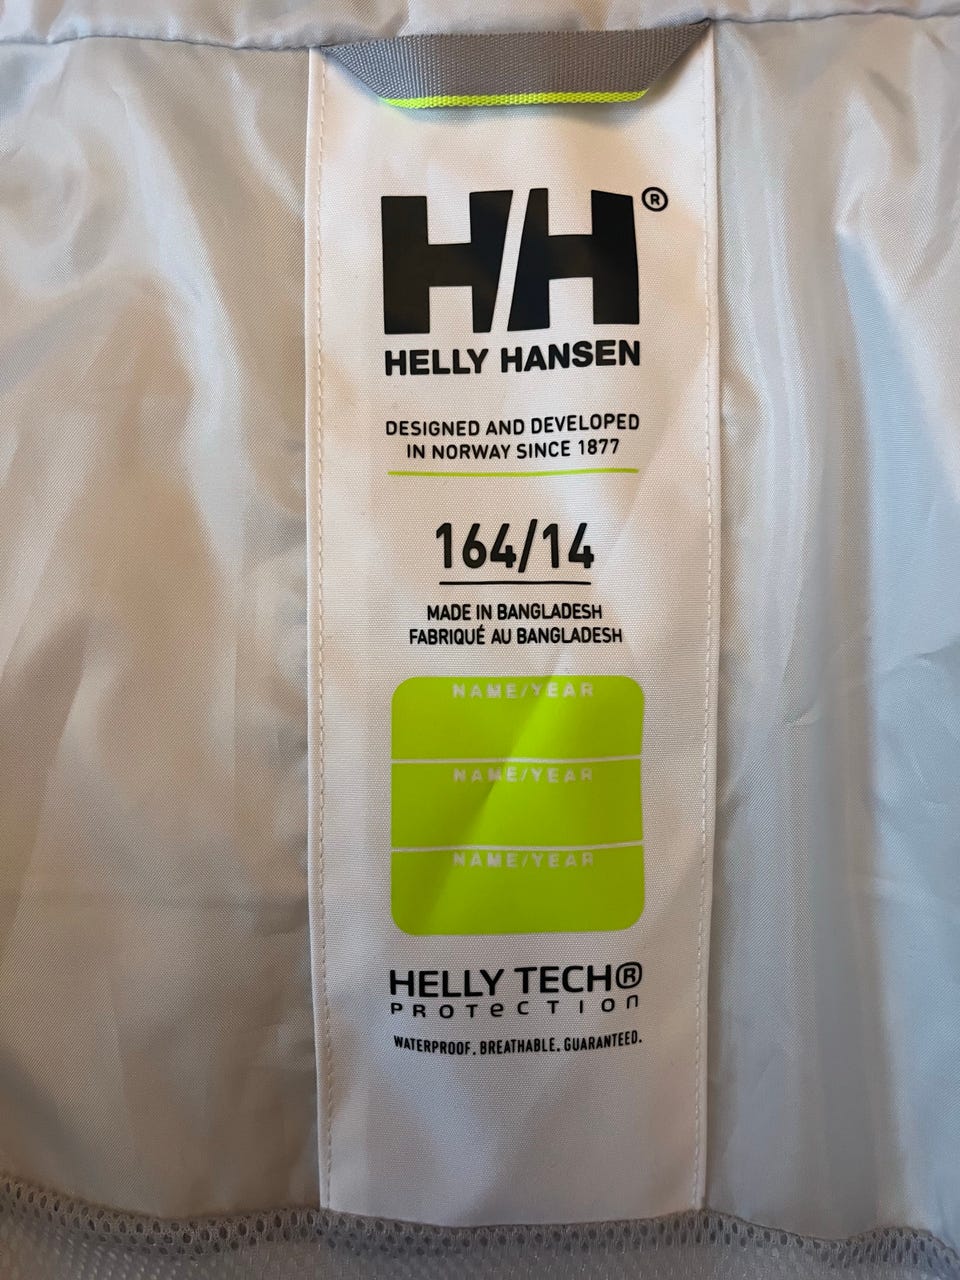 HH®
HELLY HANSEN
DESIGNED AND DEVELOPED
IN NORWAY SINCE 1877
164/14
MADE IN BANGLADESH
FABRIQUÉ AU BANGLADESH
NAME/YEAR
NAME/YEAR
NAME/YEAR
HELLY TECH®
PROTeCTION
WATERPROOF. BREATHABLE. GUARANTEED.